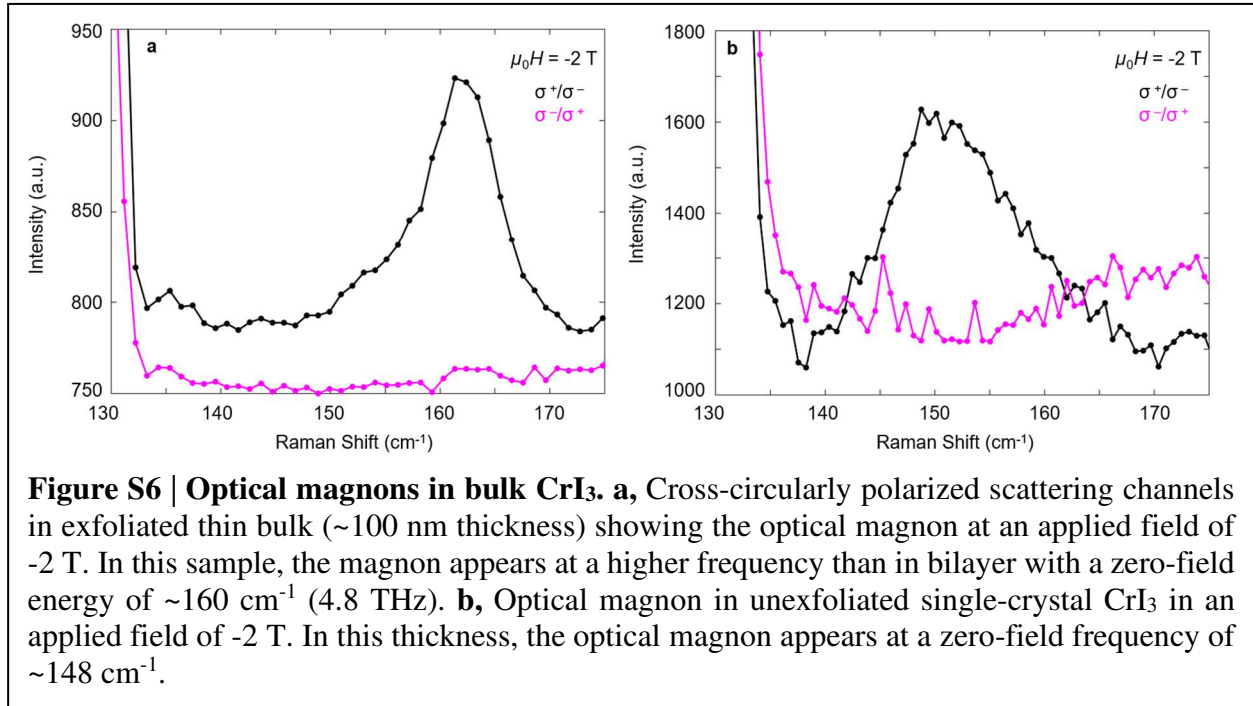 a
μ₀H = -2 T
σ⁺/σ⁻
σ⁻/σ⁺
950
900
850
800
750
Intensity (a.u.)
130 140 150 160 170
Raman Shift (cm⁻¹)
b
μ₀H = -2 T
σ⁺/σ⁻
σ⁻/σ⁺
1800
1600
1400
1200
1000
Intensity (a.u.)
130 140 150 160 170
Raman Shift (cm⁻¹)
Figure S6 | Optical magnons in bulk CrI₃. a, Cross-circularly polarized scattering channels
in exfoliated thin bulk (~100 nm thickness) showing the optical magnon at an applied field of
-2 T. In this sample, the magnon appears at a higher frequency than in bilayer with a zero-field
energy of ~160 cm⁻¹ (4.8 THz). b, Optical magnon in unexfoliated single-crystal CrI₃ in an
applied field of -2 T. In this thickness, the optical magnon appears at a zero-field frequency of
~148 cm⁻¹.